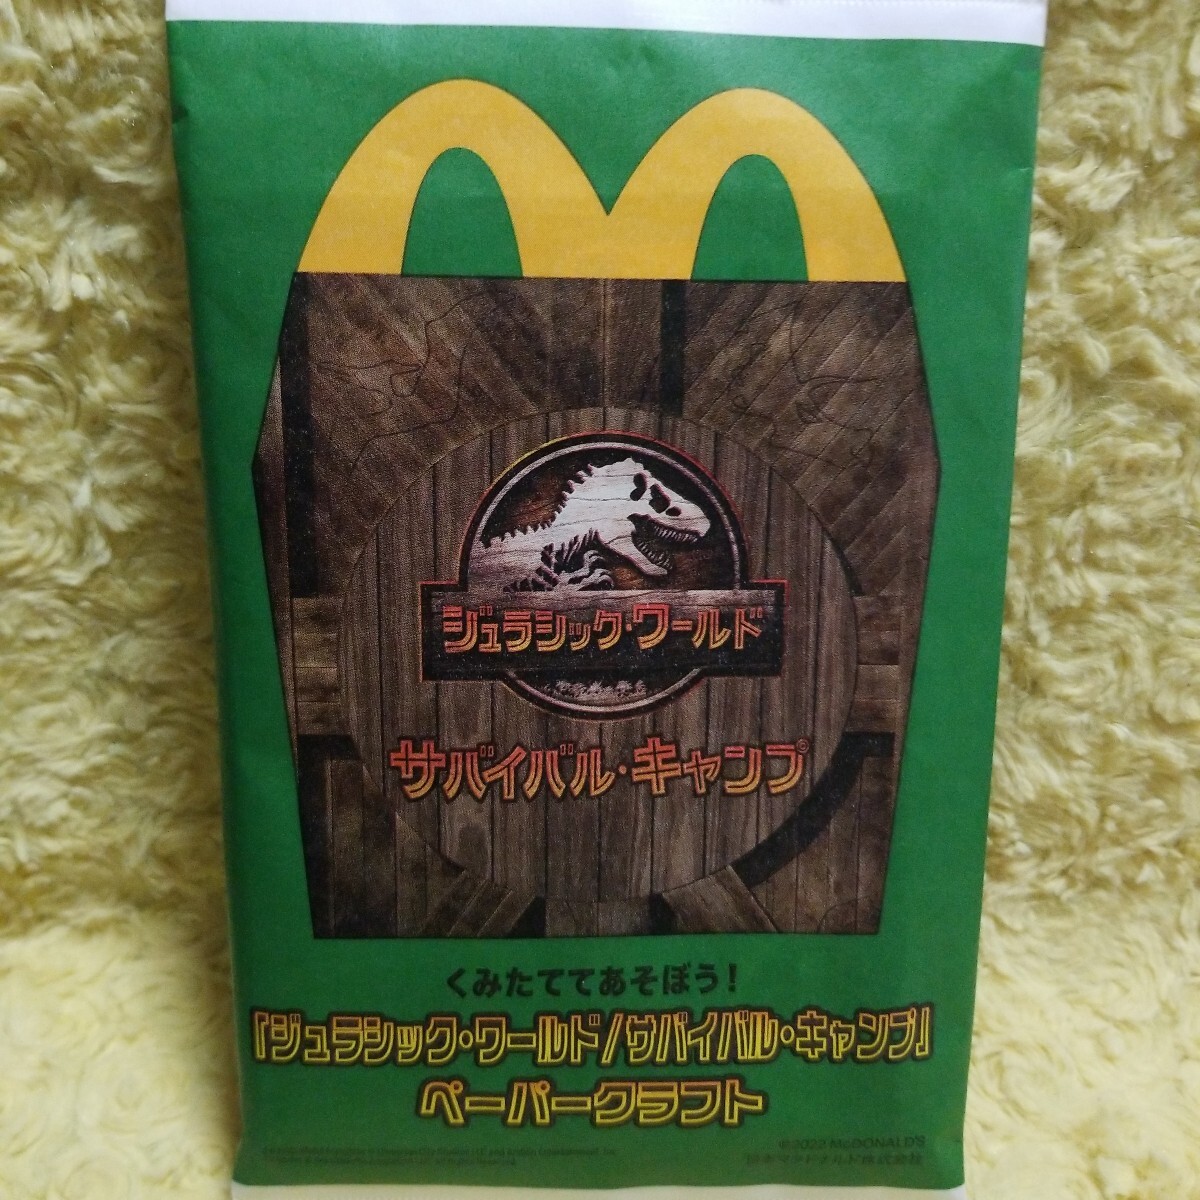 ジュラシック・ワールド
サバイバル・キャンプ©
くみたててあそぼう!
「ジュラシック・ワールド/サバイバル・キャンプ」
ペーパークラフト
©2022 McDONALD'S